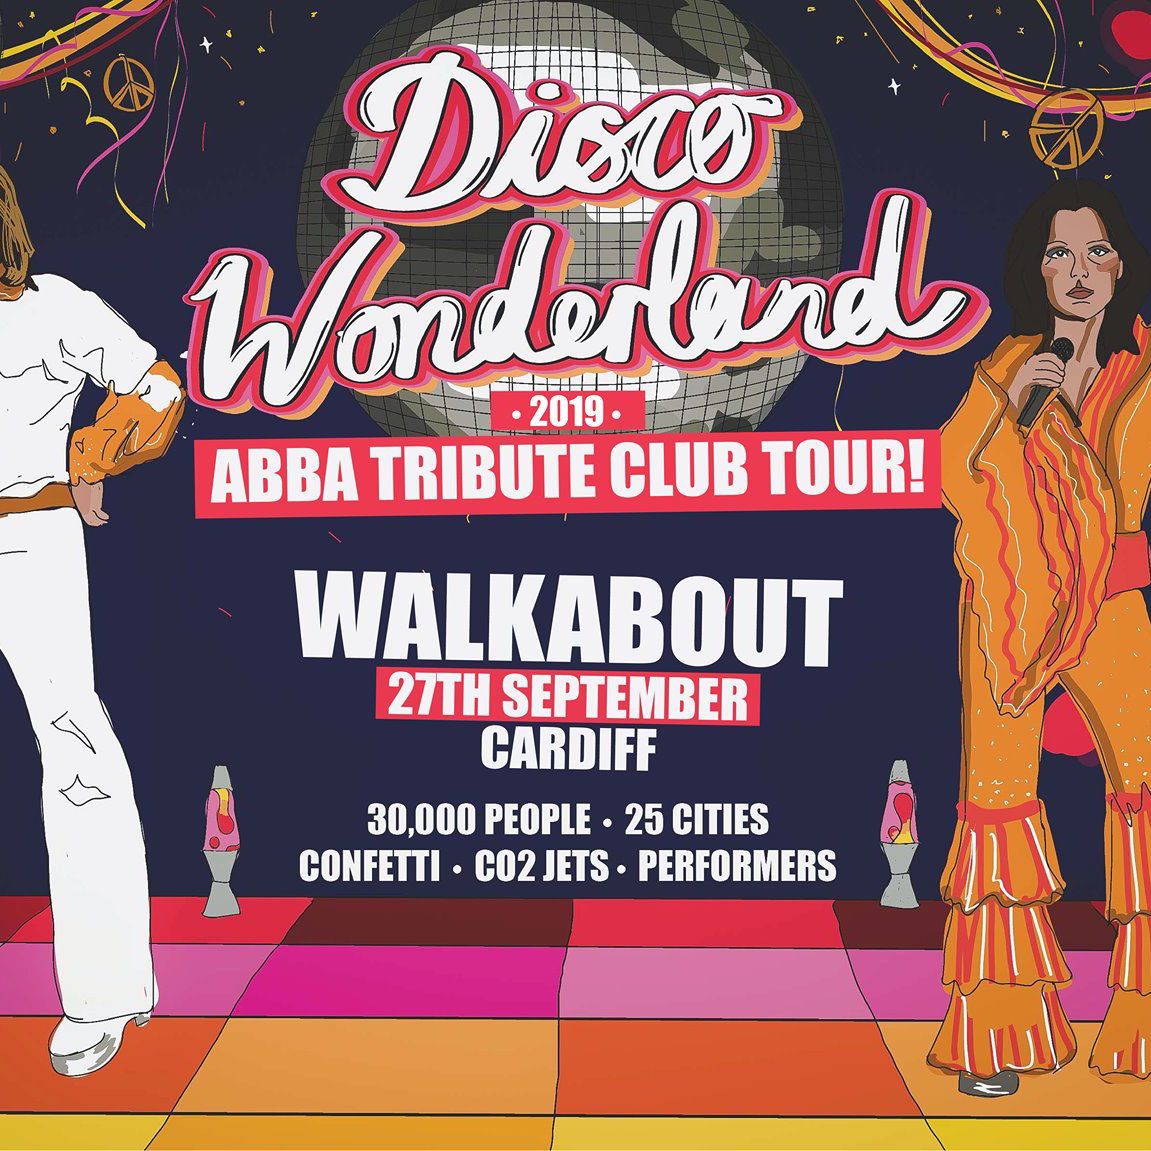 Disco
Wonderland
• 2019 •
ABBA TRIBUTE CLUB TOUR!
WALKABOUT
27TH SEPTEMBER
CARDIFF
30,000 PEOPLE • 25 CITIES
CONFETTI • CO2 JETS • PERFORMERS